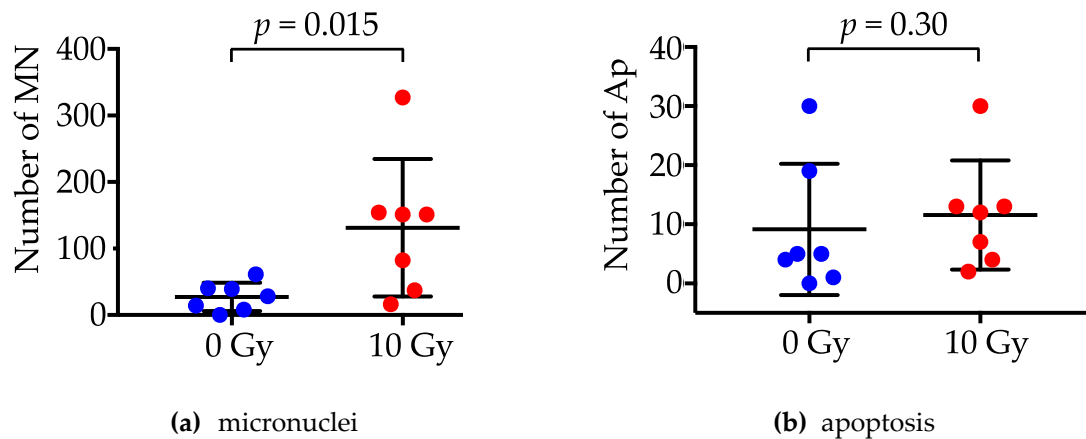 p = 0.015
Number of MN
400
300
200
100
0
0 Gy 10 Gy
(a) micronuclei
p = 0.30
Number of Ap
40
30
20
10
0
0 Gy 10 Gy
(b) apoptosis